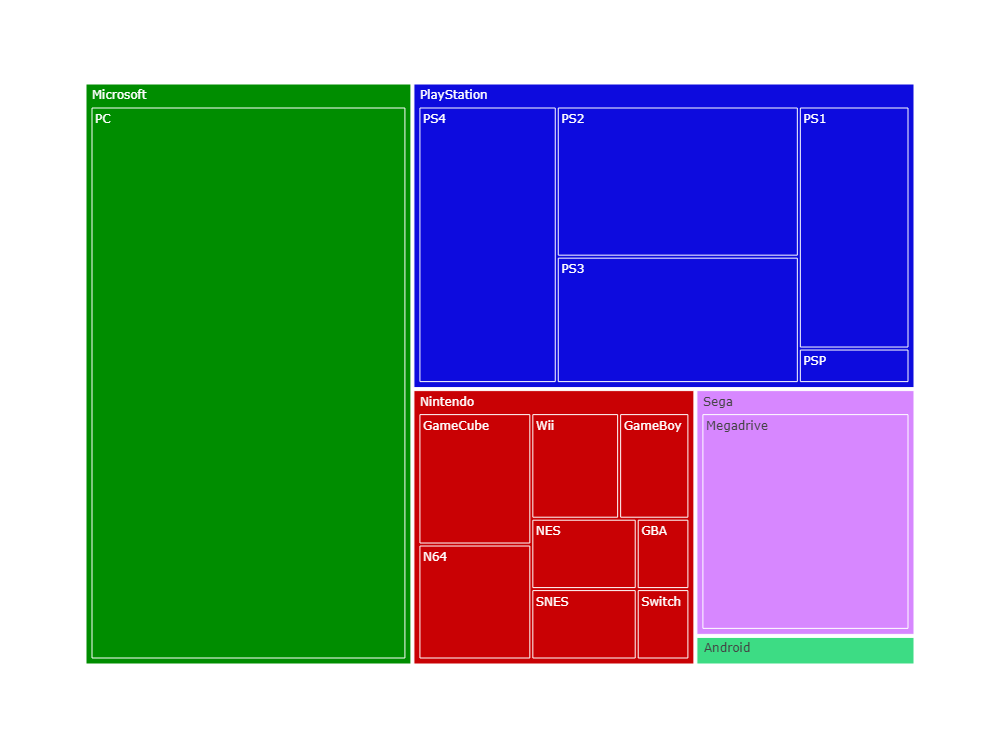 Microsoft
PC
PlayStation
PS4
PS2
PS1
PS3
PSP
Nintendo
GameCube
Wii
GameBoy
NES
GBA
N64
SNES
Switch
Sega
Megadrive
Android